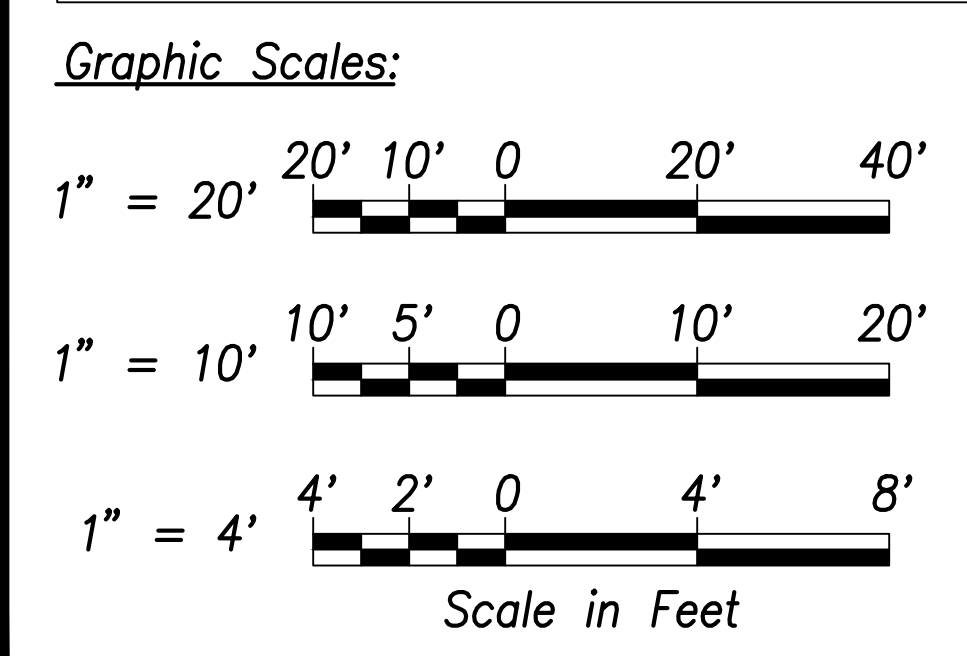 Graphic Scales:
20’ 10’ 0 20’ 40’
1” = 20’
10’ 5’ 0 10’ 20’
1” = 10’
4’ 2’ 0 4’ 8’
1” = 4’
Scale in Feet